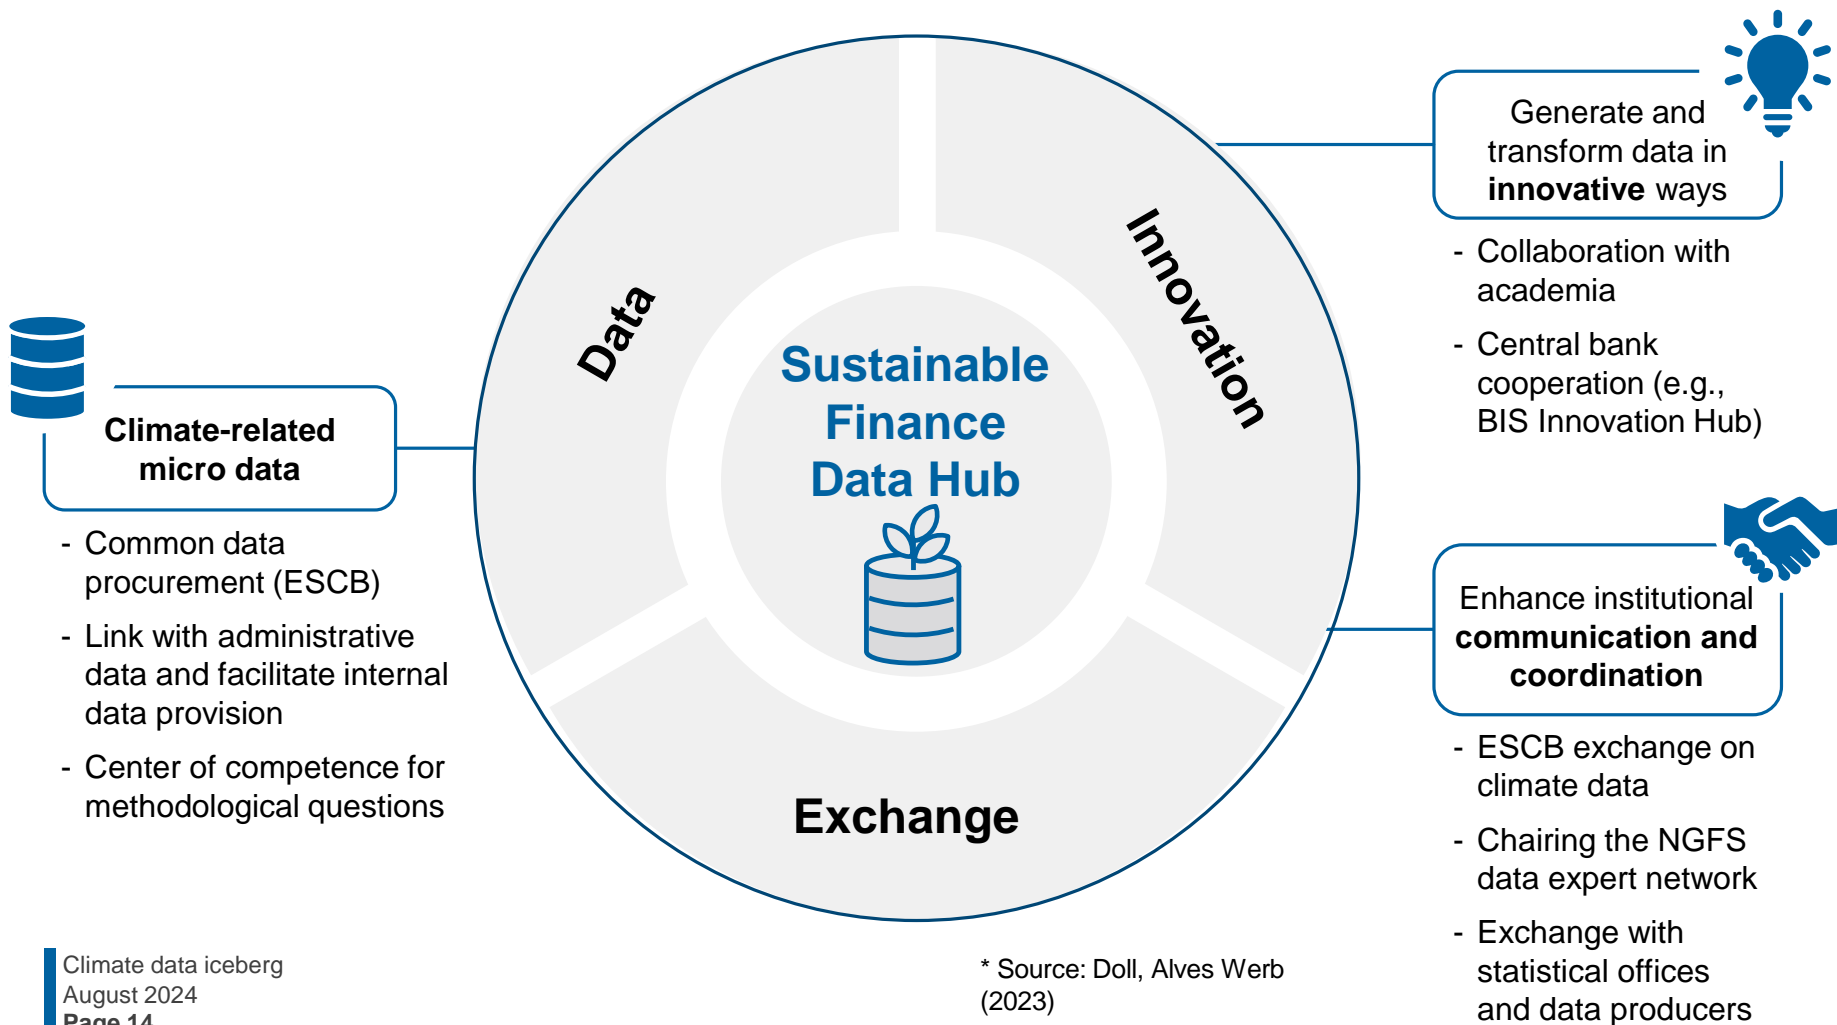 Data
Innovation
Exchange
Sustainable
Finance
Data Hub
Climate-related
micro data
- Common data
procurement (ESCB)
- Link with administrative
data and facilitate internal
data provision
- Center of competence for
methodological questions
Generate and
transform data in
innovative ways
- Collaboration with
academia
- Central bank
cooperation (e.g.,
BIS Innovation Hub)
Enhance institutional
communication and
coordination
- ESCB exchange on
climate data
- Chairing the NGFS
data expert network
- Exchange with
statistical offices
and data producers
Climate data iceberg
August 2024
Page 14
* Source: Doll, Alves Werb
(2023)